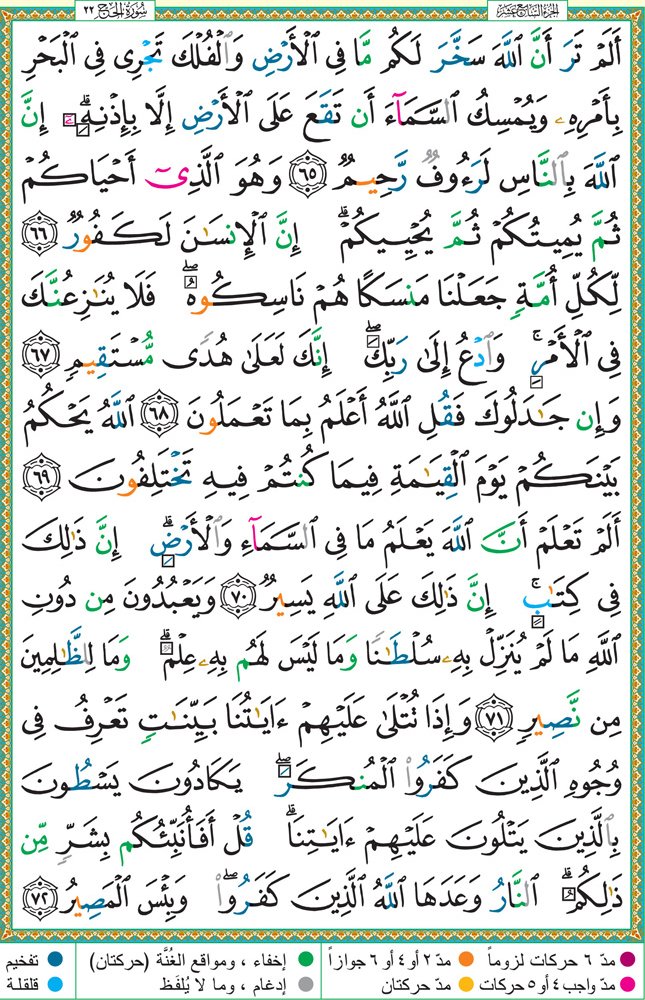 الجزء السابع عشر
سورة الحج ٢٢
أَلَمْ تَرَ أَنَّ ٱللَّهَ سَخَّرَ لَكُم مَّا فِى ٱلْأَرْضِ وَٱلْفُلْكَ تَجْرِى فِى ٱلْبَحْرِ
بِأَمْرِهِۦ وَيُمْسِكُ ٱلسَّمَآءَ أَن تَقَعَ عَلَى ٱلْأَرْضِ إِلَّا بِإِذْنِهِۦٓ ۗ إِنَّ
ٱللَّهَ بِٱلنَّاسِ لَرَءُوفٌ رَّحِيمٌ ٦٥ وَهُوَ ٱلَّذِىٓ أَحْيَاكُمْ
ثُمَّ يُمِيتُكُمْ ثُمَّ يُحْيِيكُمْ ۗ إِنَّ ٱلْإِنسَـٰنَ لَكَفُورٌ ٦٦
لِّكُلِّ أُمَّةٍ جَعَلْنَا مَنسَكًا هُمْ نَاسِكُوهُ ۖ فَلَا يُنَـٰزِعُنَّكَ
فِى ٱلْأَمْرِ ۚ وَٱدْعُ إِلَىٰ رَبِّكَ ۖ إِنَّكَ لَعَلَىٰ هُدًى مُّسْتَقِيمٍ ٦٧
وَإِن جَـٰدَلُوكَ فَقُلِ ٱللَّهُ أَعْلَمُ بِمَا تَعْمَلُونَ ٦٨ ٱللَّهُ يَحْكُمُ
بَيْنَكُمْ يَوْمَ ٱلْقِيَـٰمَةِ فِيمَا كُنتُمْ فِيهِ تَخْتَلِفُونَ ٦٩
أَلَمْ تَعْلَمْ أَنَّ ٱللَّهَ يَعْلَمُ مَا فِى ٱلسَّمَآءِ وَٱلْأَرْضِ ۗ إِنَّ ذَٰلِكَ
فِى كِتَـٰبٍ ۚ إِنَّ ذَٰلِكَ عَلَى ٱللَّهِ يَسِيرٌ ٧٠ وَيَعْبُدُونَ مِن دُونِ
ٱللَّهِ مَا لَمْ يُنَزِّلْ بِهِۦ سُلْطَـٰنًا وَمَا لَيْسَ لَهُم بِهِۦ عِلْمٌ ۗ وَمَا لِلظَّـٰلِمِينَ
مِن نَّصِيرٍ ٧١ وَإِذَا تُتْلَىٰ عَلَيْهِمْ ءَايَـٰتُنَا بَيِّنَـٰتٍ تَعْرِفُ فِى
وُجُوهِ ٱلَّذِينَ كَفَرُوا۟ ٱلْمُنكَرَ ۖ يَكَادُونَ يَسْطُونَ
بِٱلَّذِينَ يَتْلُونَ عَلَيْهِمْ ءَايَـٰتِنَا ۗ قُلْ أَفَأُنَبِّئُكُم بِشَرٍّ مِّن
ذَٰلِكُمُ ۗ ٱلنَّارُ وَعَدَهَا ٱللَّهُ ٱلَّذِينَ كَفَرُوا۟ ۖ وَبِئْسَ ٱلْمَصِيرُ ٧٢
مدّ ٦ حركات لزوماً مدّ ٢ أو ٤ أو ٦ جوازاً إخفاء ، ومواقع الغُنَّة (حركتان) تفخيم
مدّ واجب ٤ أو ٥ حركات مدّ حركتان إدغام ، وما لا يُلفَظ قلقلة